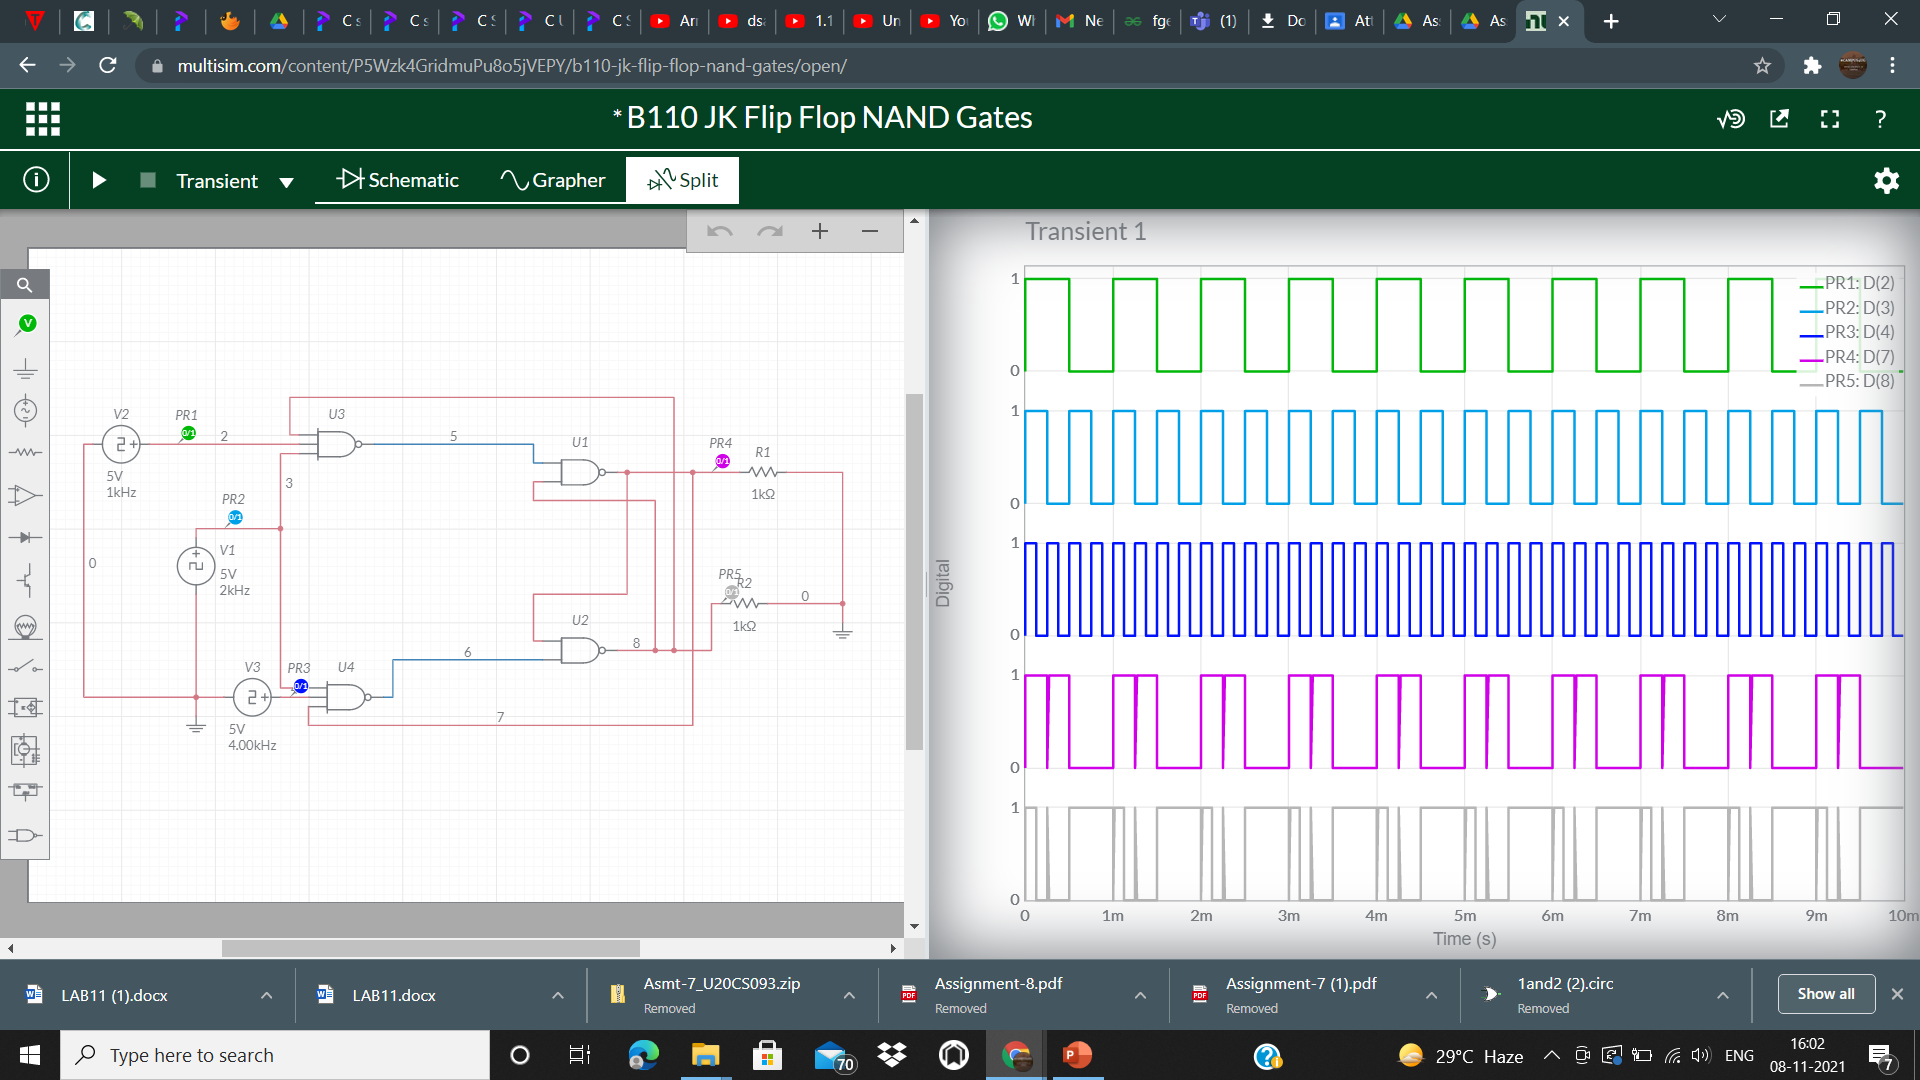 C s
C s
C S
C U
C S
Ar
ds
1.1
Un
Yo
W
Ne
fge
(1)
Do
Att
As
As
multisim.com/content/P5Wzk4GridmuPu8o5jVEPY/b110-jk-flip-flop-nand-gates/open/
*B110 JK Flip Flop NAND Gates
?
Transient
Schematic
Grapher
Split
V2
PR1
2
5V
1kHz
U3
5
3
PR2
V1
5V
2kHz
0
U1
PR4
R1
1kΩ
PR5
R2
1kΩ
0
U2
8
6
V3
PR3
U4
5V
4.00kHz
7
Transient 1
PR1: D(2)
PR2: D(3)
PR3: D(4)
PR4: D(7)
PR5: D(8)
1
0
1
0
1
0
1
0
1
0
Digital
0 1m 2m 3m 4m 5m 6m 7m 8m 9m 10m
Time (s)
LAB11 (1).docx
LAB11.docx
Asmt-7_U20CS093.zip
Removed
Assignment-8.pdf
Removed
Assignment-7 (1).pdf
Removed
1and2 (2).circ
Removed
Show all
Type here to search
70
29°C Haze
ENG
16:02
08-11-2021
7